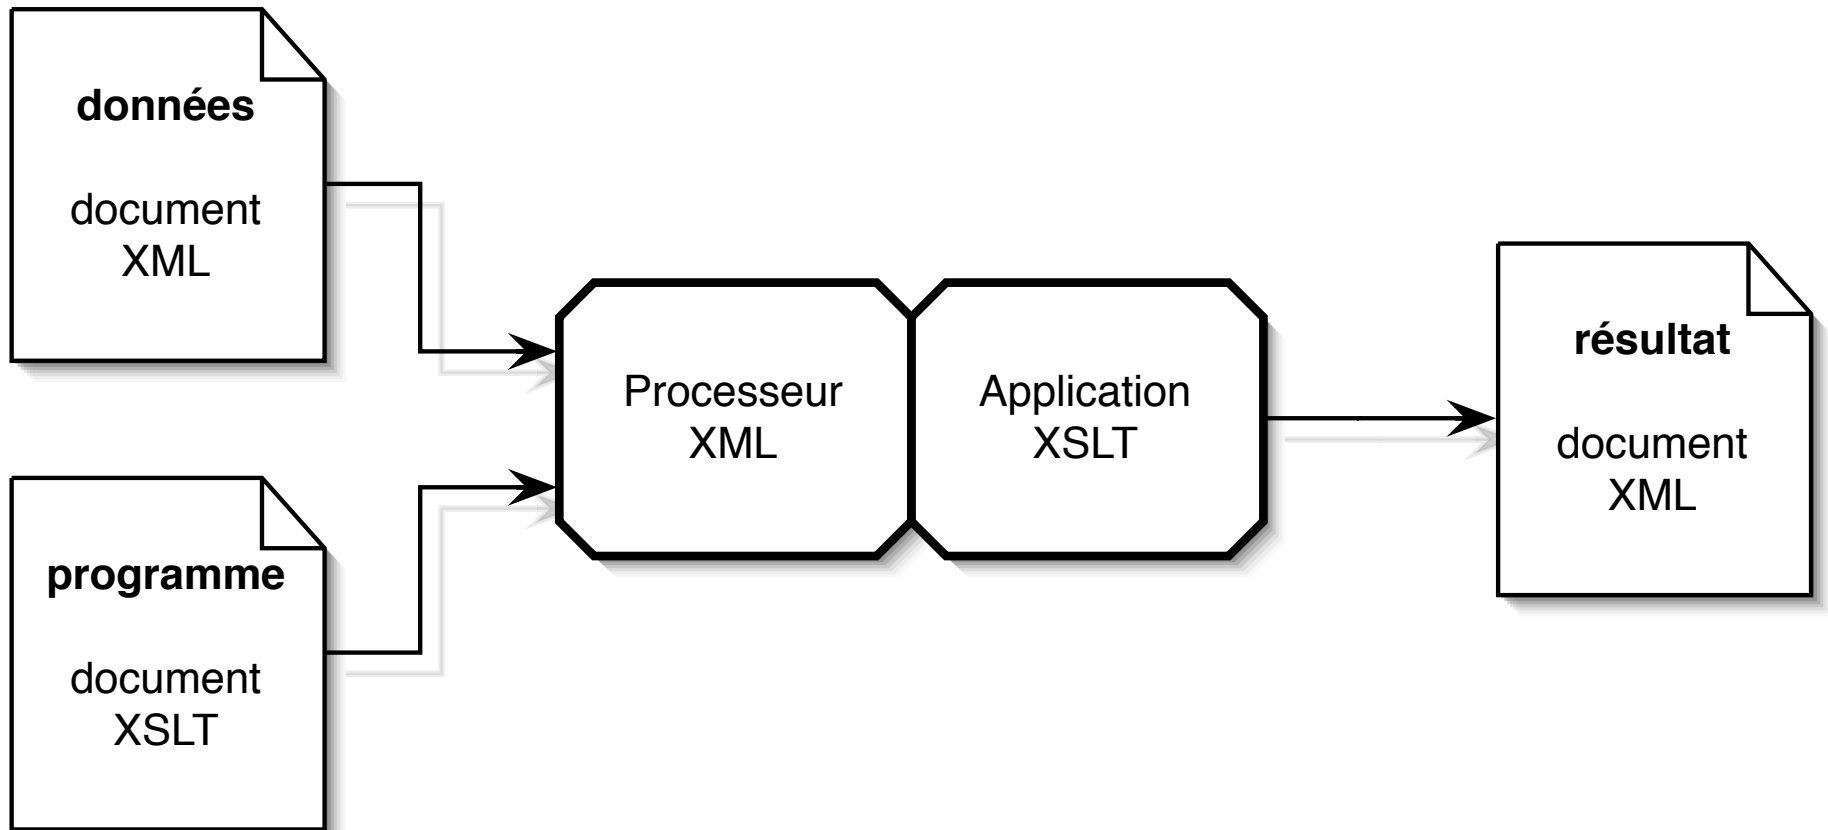 données
document
XML
programme
document
XSLT
Processeur
XML
Application
XSLT
résultat
document
XML